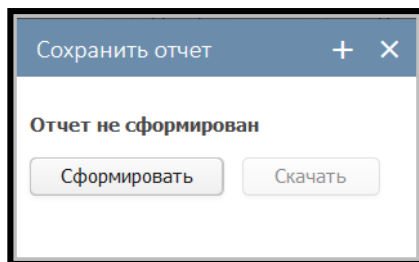 Сохранить отчет
Отчет не сформирован
Сформировать Скачать